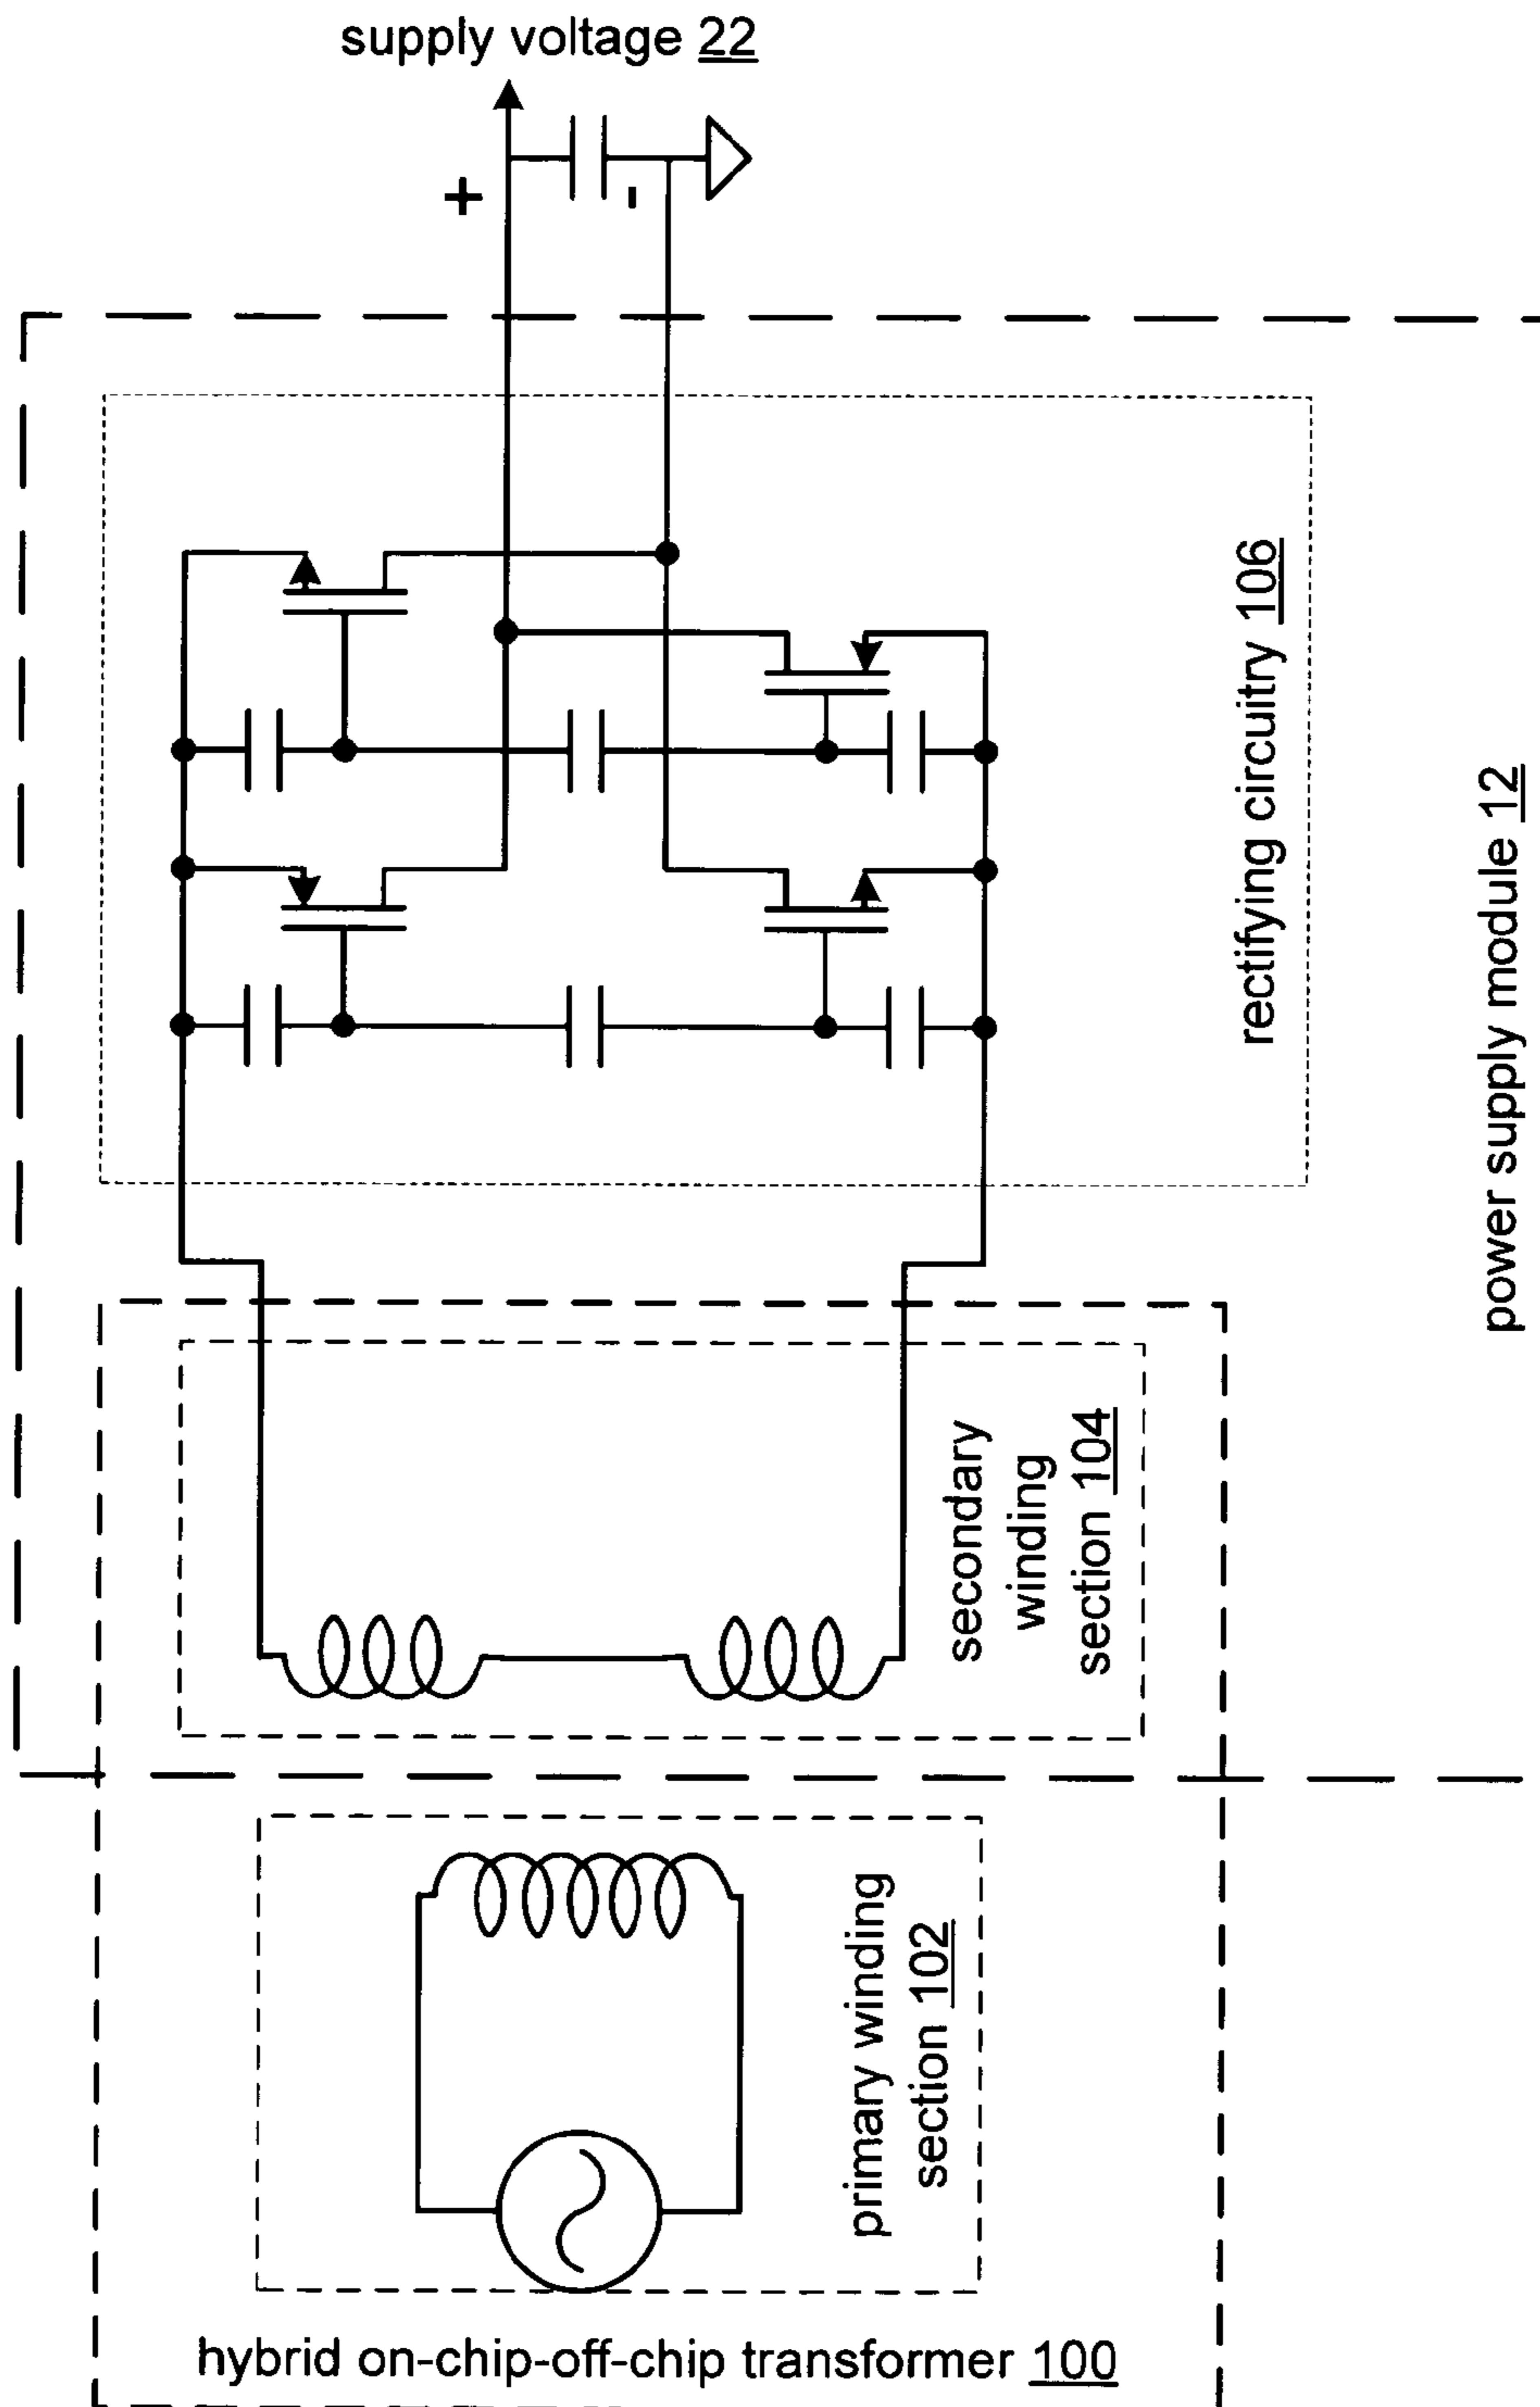 supply voltage 22
+
-
rectifying circuitry 106
power supply module 12
secondary
winding
section 104
primary winding
section 102
hybrid on-chip-off-chip transformer 100